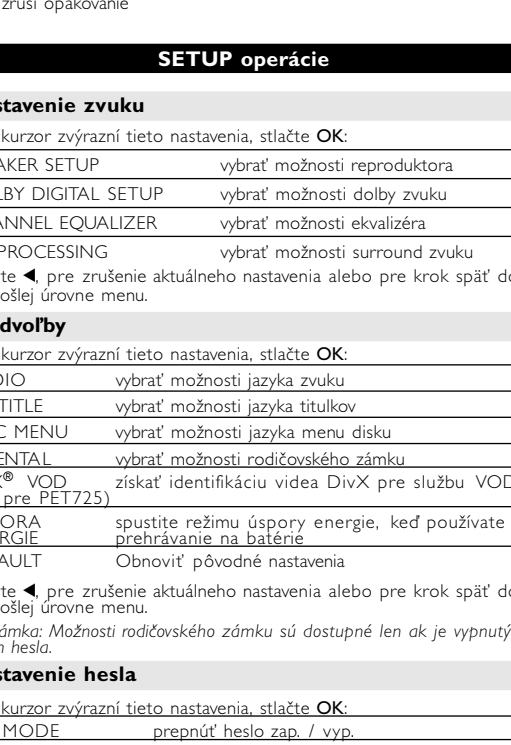 zruší opakovanie
SETUP operácie
stavenie zvuku
kurzor zvýrazní tieto nastavenia, stlačte OK:
AKER SETUP vybrať možnosti reproduktora
LBY DIGITAL SETUP vybrať možnosti dolby zvuku
ANNEL EQUALIZER vybrať možnosti ekvalizéra
PROCESSING vybrať možnosti surround zvuku
te ◀, pre zrušenie aktuálneho nastavenia alebo pre krok späť do
ošlej úrovne menu.
dvoľby
kurzor zvýrazní tieto nastavenia, stlačte OK:
DIO vybrať možnosti jazyka zvuku
TITLE vybrať možnosti jazyka titulkov
C MENU vybrať možnosti jazyka menu disku
ENTAL vybrať možnosti rodičovského zámku
X® VOD získať identifikáciu videa DivX pre službu VOD
pre PET725)
ORA spustite režimu úspory energie, keď používate
RGIE prehrávanie na batérie
AULT Obnoviť pôvodné nastavenia
te ◀, pre zrušenie aktuálneho nastavenia alebo pre krok späť do
ošlej úrovne menu.
ámka: Možnosti rodičovského zámku sú dostupné len ak je vypnutý
n hesla.
stavenie hesla
kurzor zvýrazní tieto nastavenia, stlačte OK:
MODE prepnúť heslo zap. / vyp.